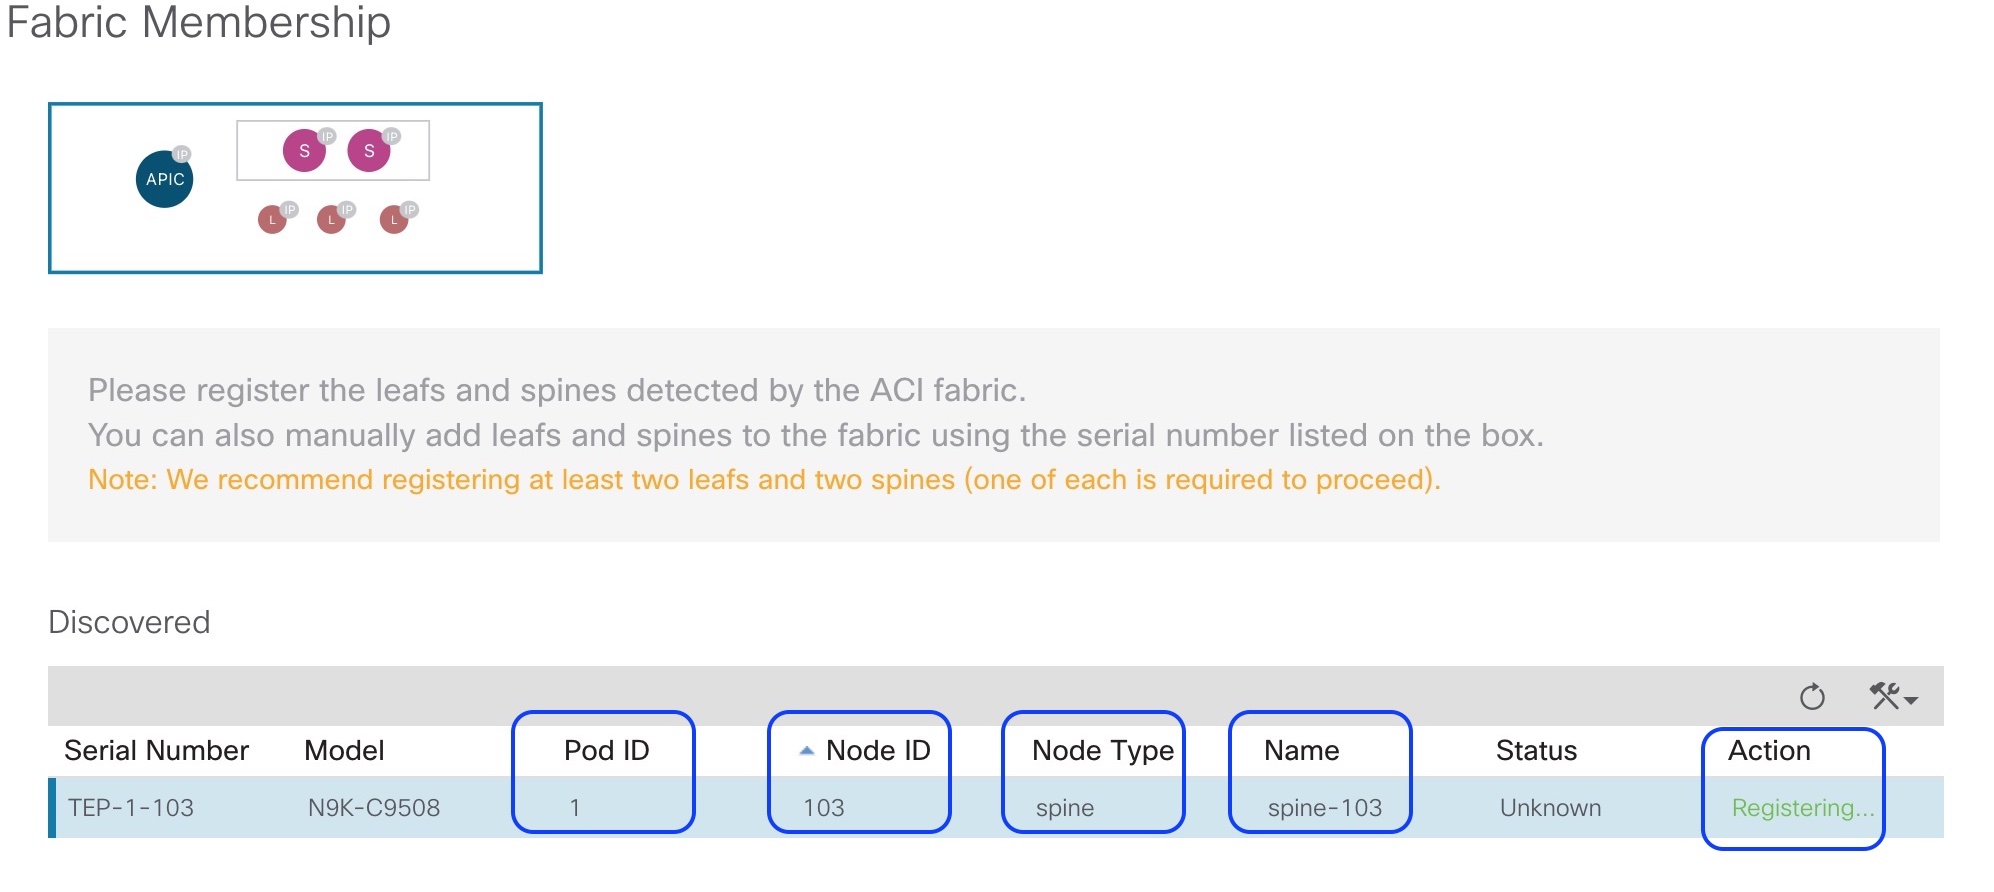 Fabric Membership
IP IP
S S
IP
APIC
IP IP IP
L L L
Please register the leafs and spines detected by the ACI fabric.
You can also manually add leafs and spines to the fabric using the serial number listed on the box.
Note: We recommend registering at least two leafs and two spines (one of each is required to proceed).
Discovered
Serial Number Model Pod ID Node ID Node Type Name Status Action
TEP-1-103 N9K-C9508 1 103 spine spine-103 Unknown Registering...